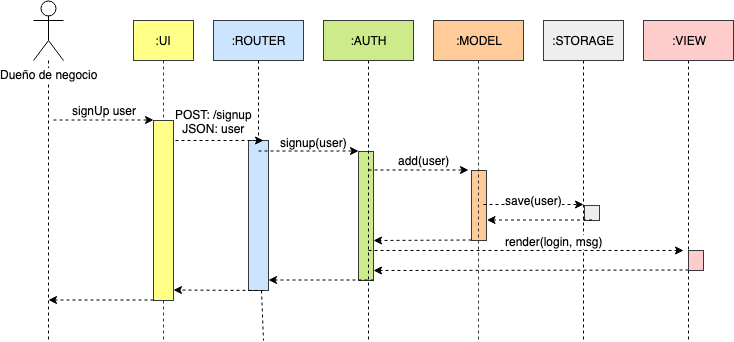 :UI
:ROUTER
:AUTH
:MODEL
:STORAGE
:VIEW
Dueño de negocio
signUp user
POST: /signup
JSON: user
signup(user)
add(user)
save(user)
render(login, msg)